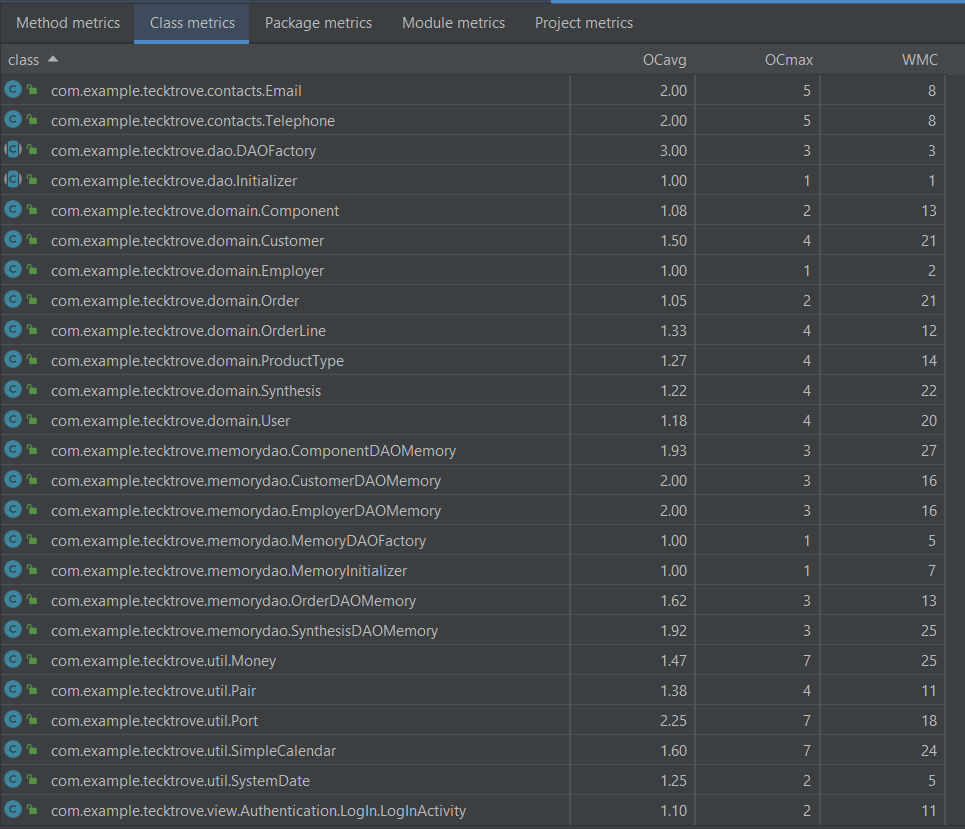 Method metrics Class metrics Package metrics Module metrics Project metrics
class OCavg OCmax WMC
C com.example.tecktrove.contacts.Email 2.00 5 8
C com.example.tecktrove.contacts.Telephone 2.00 5 8
C com.example.tecktrove.dao.DAOFactory 3.00 3 3
C com.example.tecktrove.dao.Initializer 1.00 1 1
C com.example.tecktrove.domain.Component 1.08 2 13
C com.example.tecktrove.domain.Customer 1.50 4 21
C com.example.tecktrove.domain.Employer 1.00 1 2
C com.example.tecktrove.domain.Order 1.05 2 21
C com.example.tecktrove.domain.OrderLine 1.33 4 12
C com.example.tecktrove.domain.ProductType 1.27 4 14
C com.example.tecktrove.domain.Synthesis 1.22 4 22
C com.example.tecktrove.domain.User 1.18 4 20
C com.example.tecktrove.memorydao.ComponentDAOMemory 1.93 3 27
C com.example.tecktrove.memorydao.CustomerDAOMemory 2.00 3 16
C com.example.tecktrove.memorydao.EmployerDAOMemory 2.00 3 16
C com.example.tecktrove.memorydao.MemoryDAOFactory 1.00 1 5
C com.example.tecktrove.memorydao.MemoryInitializer 1.00 1 7
C com.example.tecktrove.memorydao.OrderDAOMemory 1.62 3 13
C com.example.tecktrove.memorydao.SynthesisDAOMemory 1.92 3 25
C com.example.tecktrove.util.Money 1.47 7 25
C com.example.tecktrove.util.Pair 1.38 4 11
C com.example.tecktrove.util.Port 2.25 7 18
C com.example.tecktrove.util.SimpleCalendar 1.60 7 24
C com.example.tecktrove.util.SystemDate 1.25 2 5
C com.example.tecktrove.view.Authentication.LogIn.LogInActivity 1.10 2 11